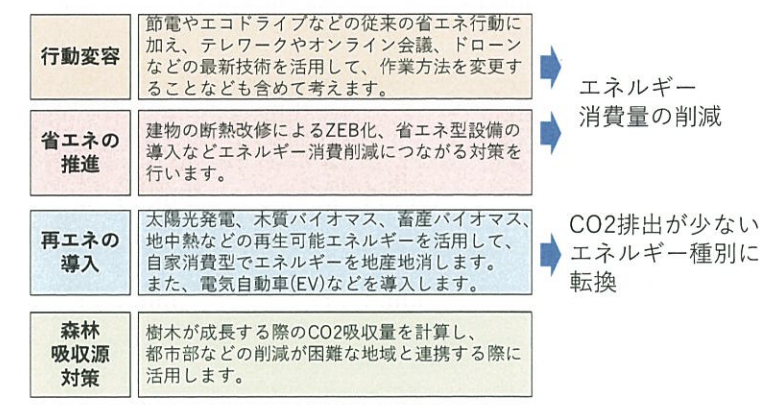 行動変容
節電やエコドライブなどの従来の省エネ行動に
加え、テレワークやオンライン会議、ドローン
などの最新技術を活用して、作業方法を変更す
ることなども含めて考えます。
エネルギー
消費量の削減
省エネの
推進
建物の断熱改修によるZEB化、省エネ型設備の
導入などエネルギー消費削減につながる対策を
行います。
再エネの
導入
太陽光発電、木質バイオマス、畜産バイオマス、
地中熱などの再生可能エネルギーを活用して、
自家消費型でエネルギーを地産地消します。
また、電気自動車(EV)などを導入します。
CO2排出が少ない
エネルギー種別に
転換
森林
吸収源
対策
樹木が成長する際のCO2吸収量を計算し、
都市部などの削減が困難な地域と連携する際に
活用します。